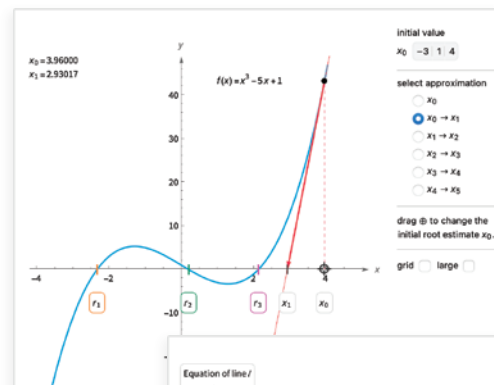 initial value
x₀ -3 1 4
x₀=3.96000
x₁=2.93017
y
f(x)=x³-5x+1
select approximation
x₀
x₀ → x₁
x₁ → x₂
x₂ → x₃
x₃ → x₄
x₄ → x₅
drag ⊕ to change the
initial root estimate x₀.
grid large
40
30
20
10
-4 -2 2 4 x
r₁ r₂ r₃ x₁ x₀
-10
Equation of line /